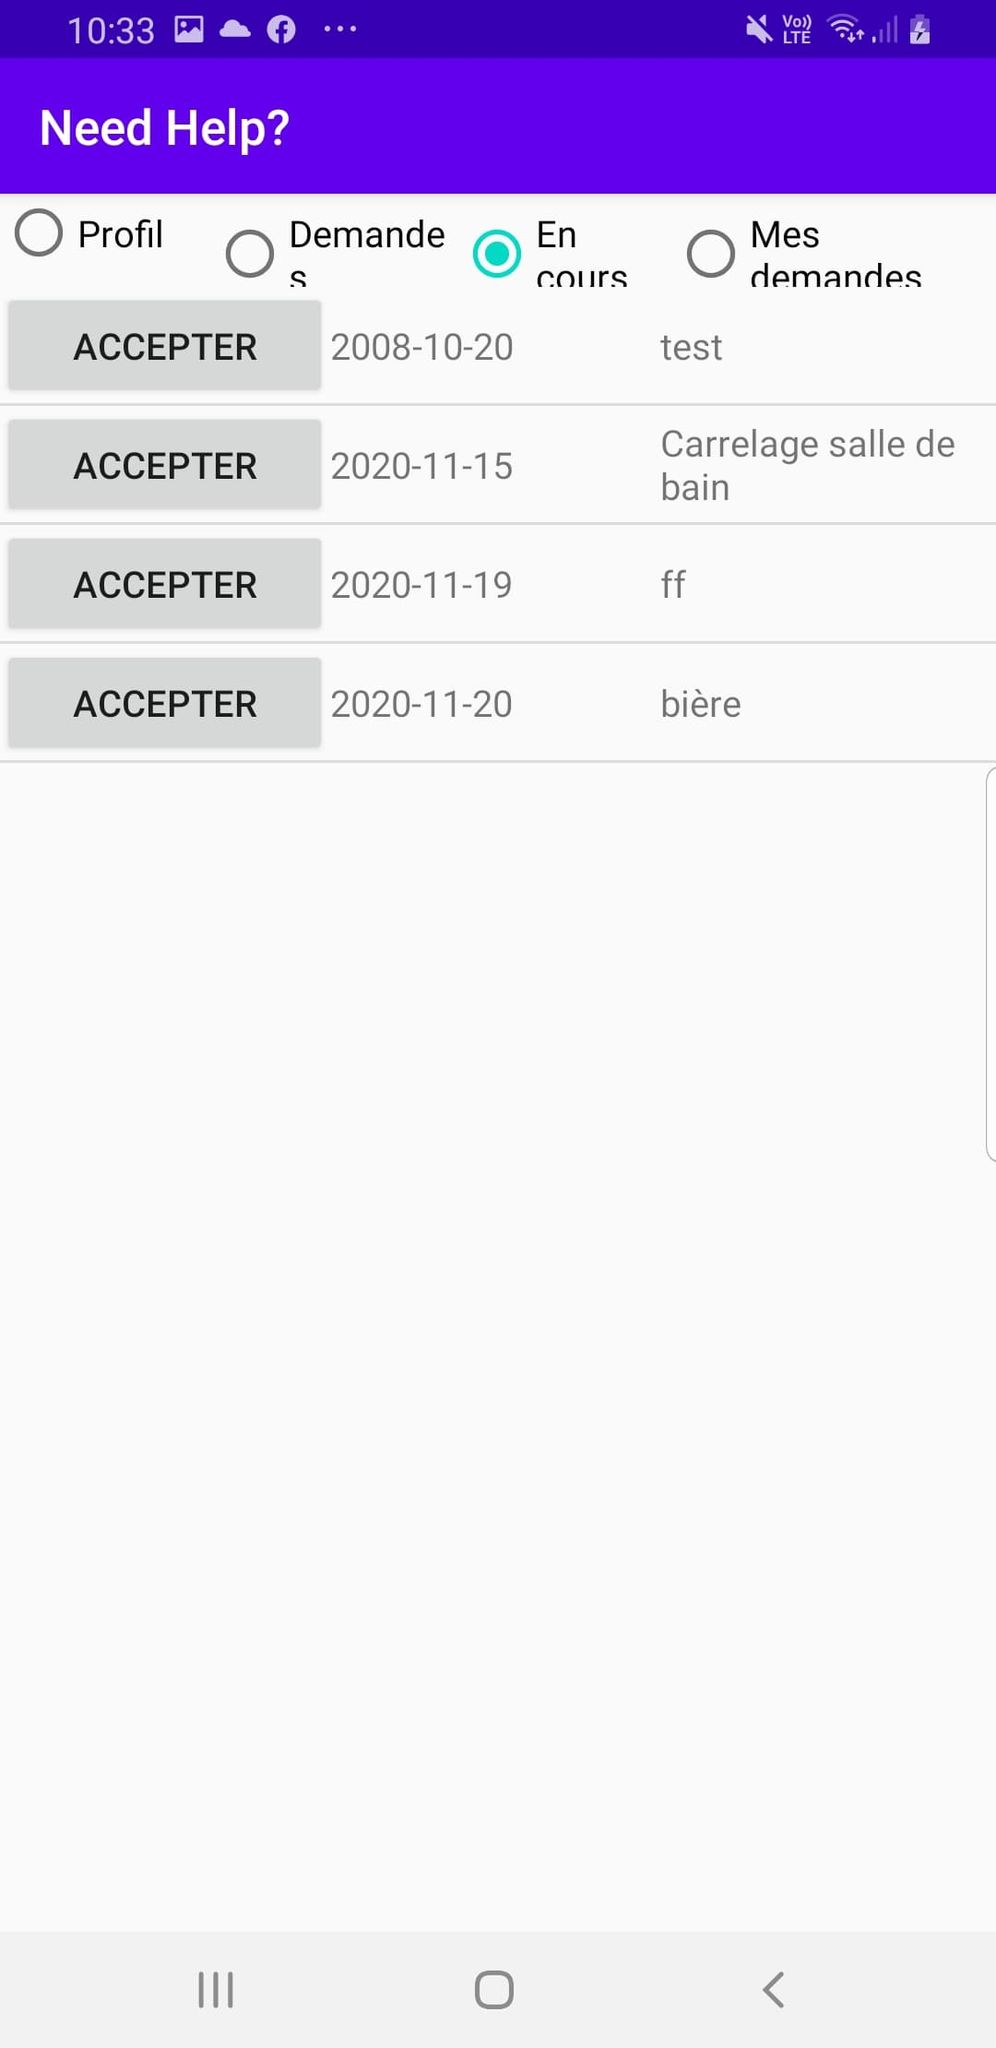 10:33
Vo)) LTE
Need Help?
Profil
Demande
s
En
cours
Mes
demandes
ACCEPTER 2008-10-20 test
ACCEPTER 2020-11-15 Carrelage salle de
bain
ACCEPTER 2020-11-19 ff
ACCEPTER 2020-11-20 bière